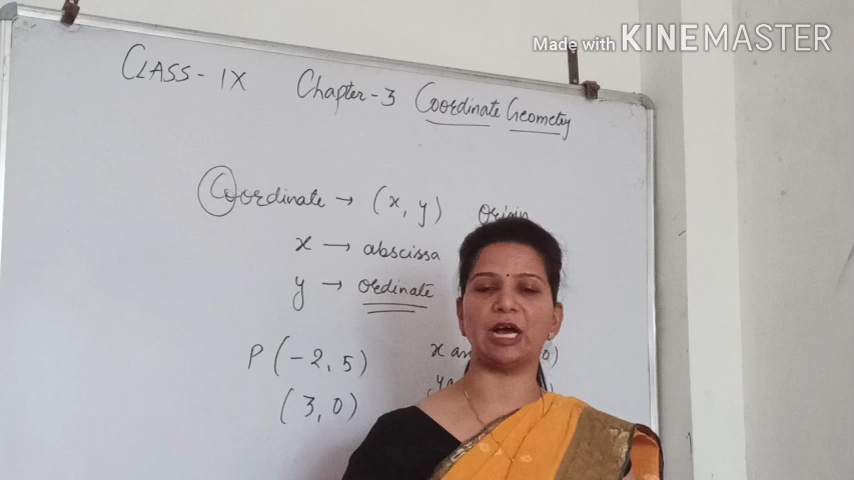 Made with KINEMASTER
CLASS - IX Chapter - 3 Coordinate Geometry
Coordinate → (x, y) origin
x → abscissa
y → ordinate
P (-2, 5) x
(3, 0) y